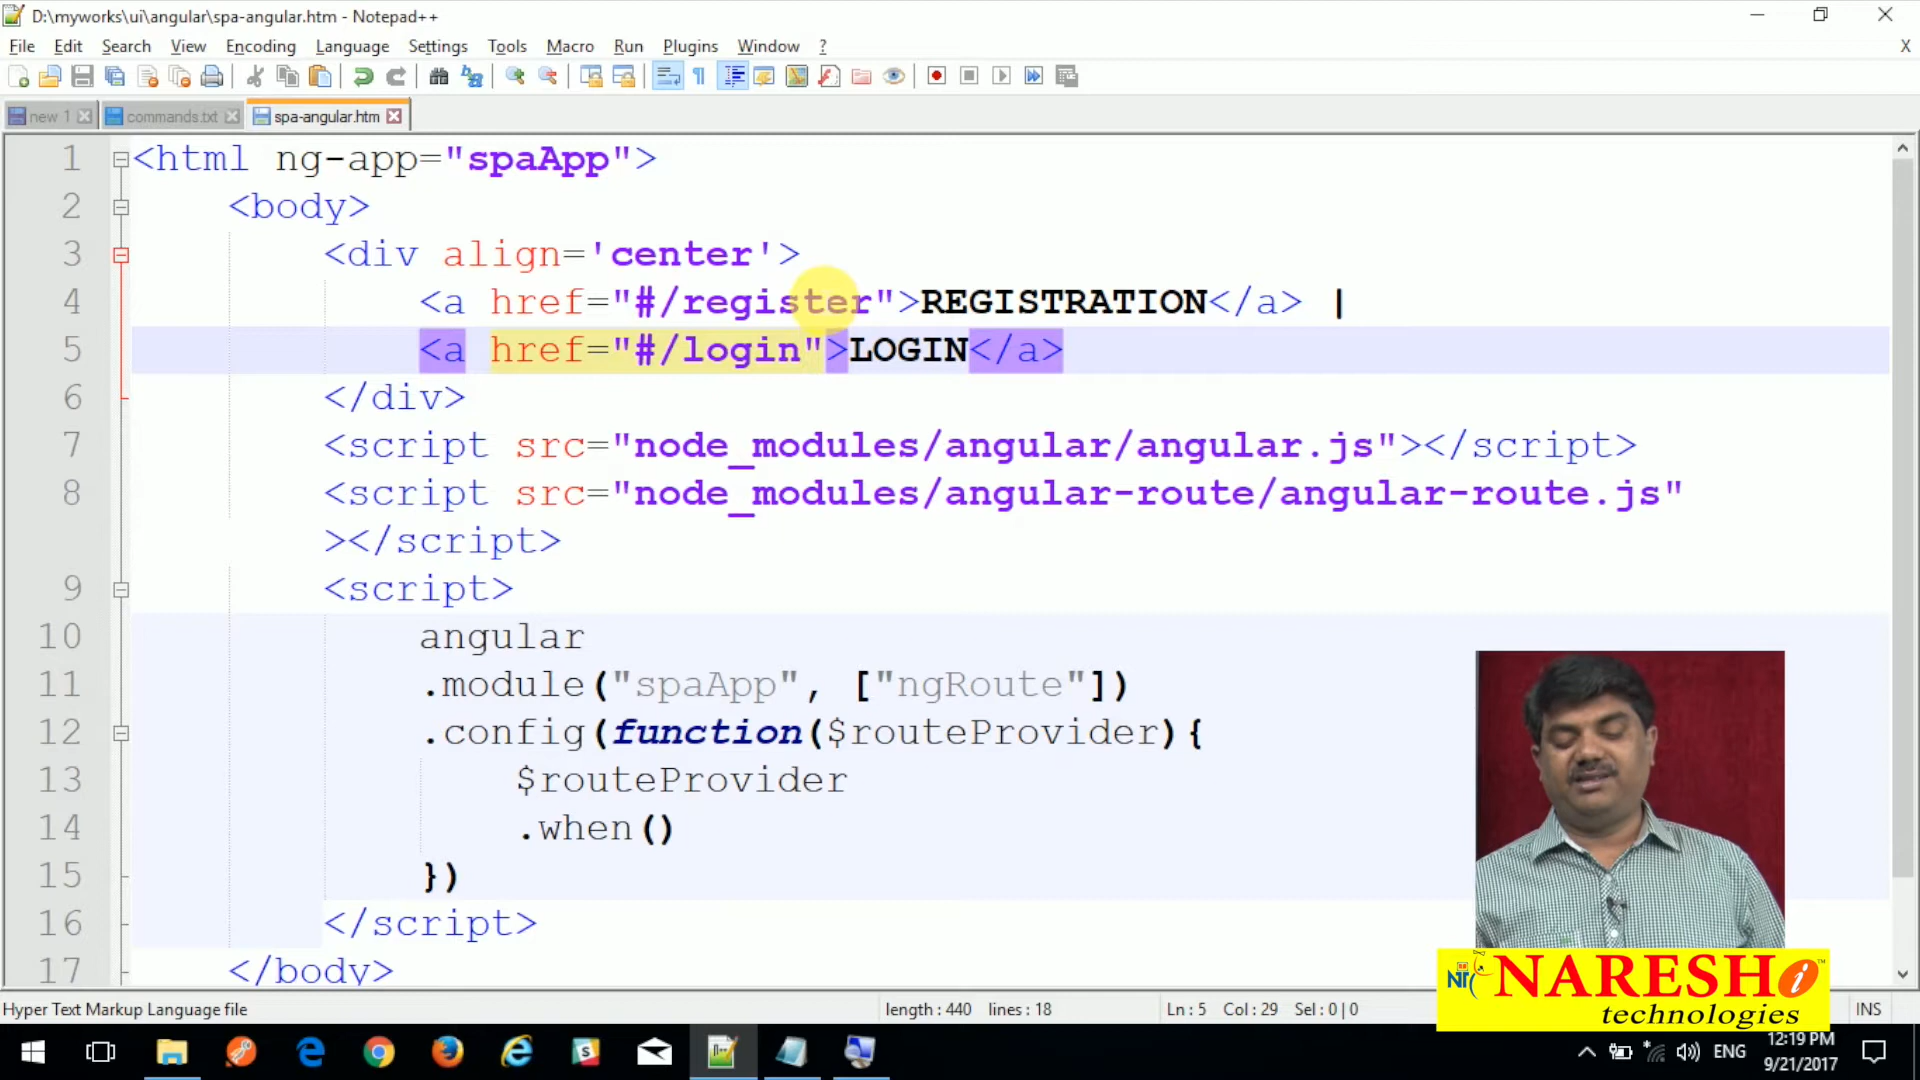 D:\myworks\ui\angular\spa-angular.htm - Notepad++
File Edit Search View Encoding Language Settings Tools Macro Run Plugins Window ? X
new 1 commands.txt spa-angular.htm
1 <html ng-app="spaApp">
2 <body>
3 <div align='center'>
4 <a href="#/register">REGISTRATION</a> |
5 <a href="#/login">LOGIN</a>
6 </div>
7 <script src="node_modules/angular/angular.js"></script>
8 <script src="node_modules/angular-route/angular-route.js"
></script>
9 <script>
10 angular
11 .module("spaApp", ["ngRoute"])
12 .config(function($routeProvider){
13 $routeProvider
14 .when()
15 })
16 </script>
17 </body>
NARESH i
technologies
Hyper Text Markup Language file length : 440 lines : 18 Ln : 5 Col : 29 Sel : 0 | 0 INS
ENG 12:19 PM
9/21/2017